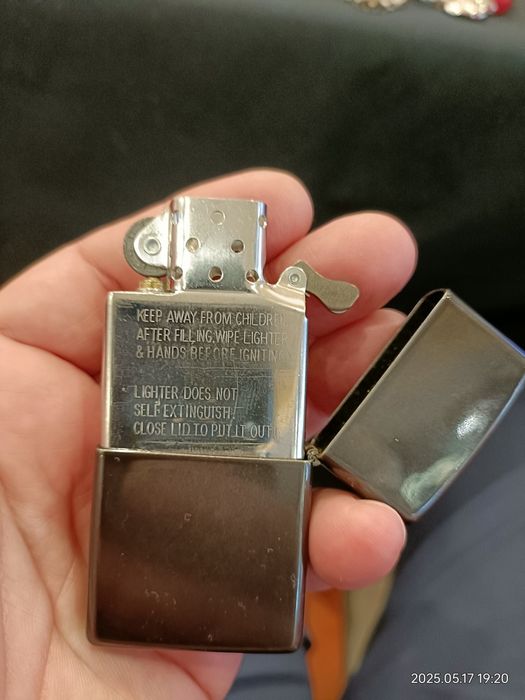 KEEP AWAY FROM CHILDREN
AFTER FILLING, WIPE LIGHTER
& HANDS BEFORE IGNITING
LIGHTER DOES NOT
SELF EXTINGUISH.
CLOSE LID TO PUT IT OUT
2025.05.17 19:20